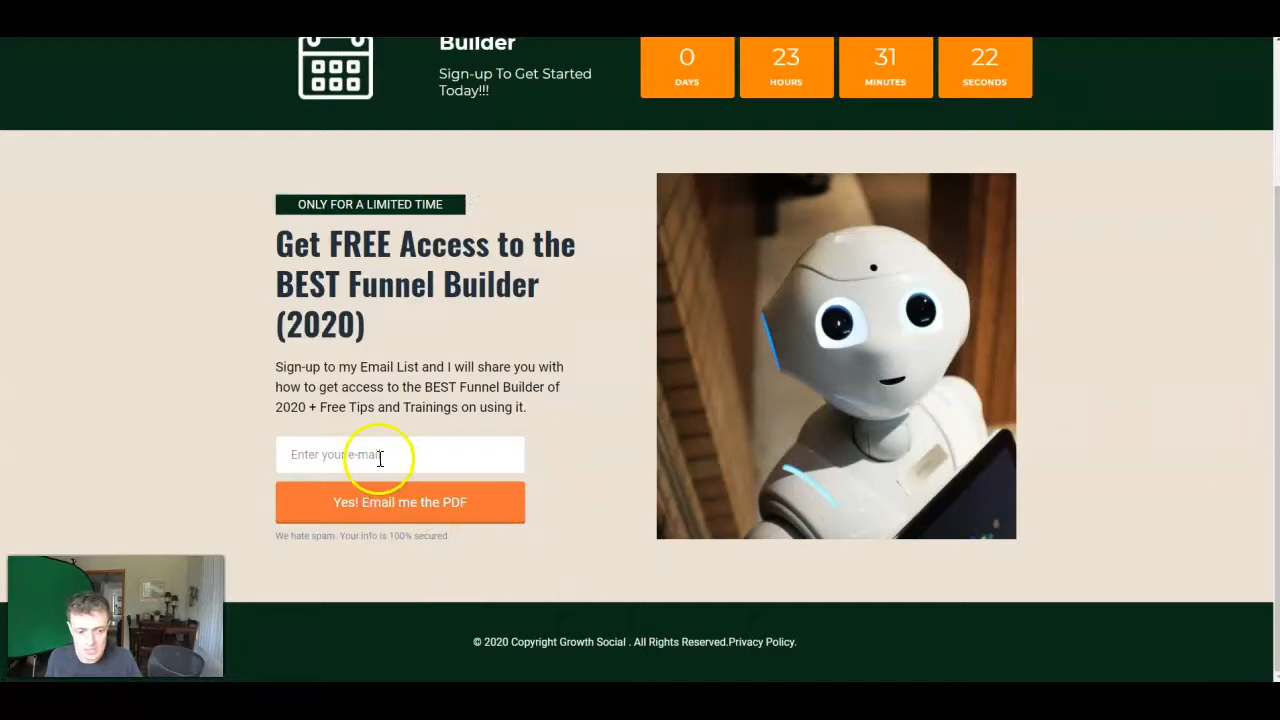 Builder
Sign-up To Get Started
Today!!!
0
23
31
22
DAYS
HOURS
MINUTES
SECONDS
ONLY FOR A LIMITED TIME
Get FREE Access to the
BEST Funnel Builder
(2020)
Sign-up to my Email List and I will share you with
how to get access to the BEST Funnel Builder of
2020 + Free Tips and Trainings on using it.
Enter your e-mail
Yes! Email me the PDF
We hate spam. Your info is 100% secured.
© 2020 Copyright Growth Social . All Rights Reserved.Privacy Policy.